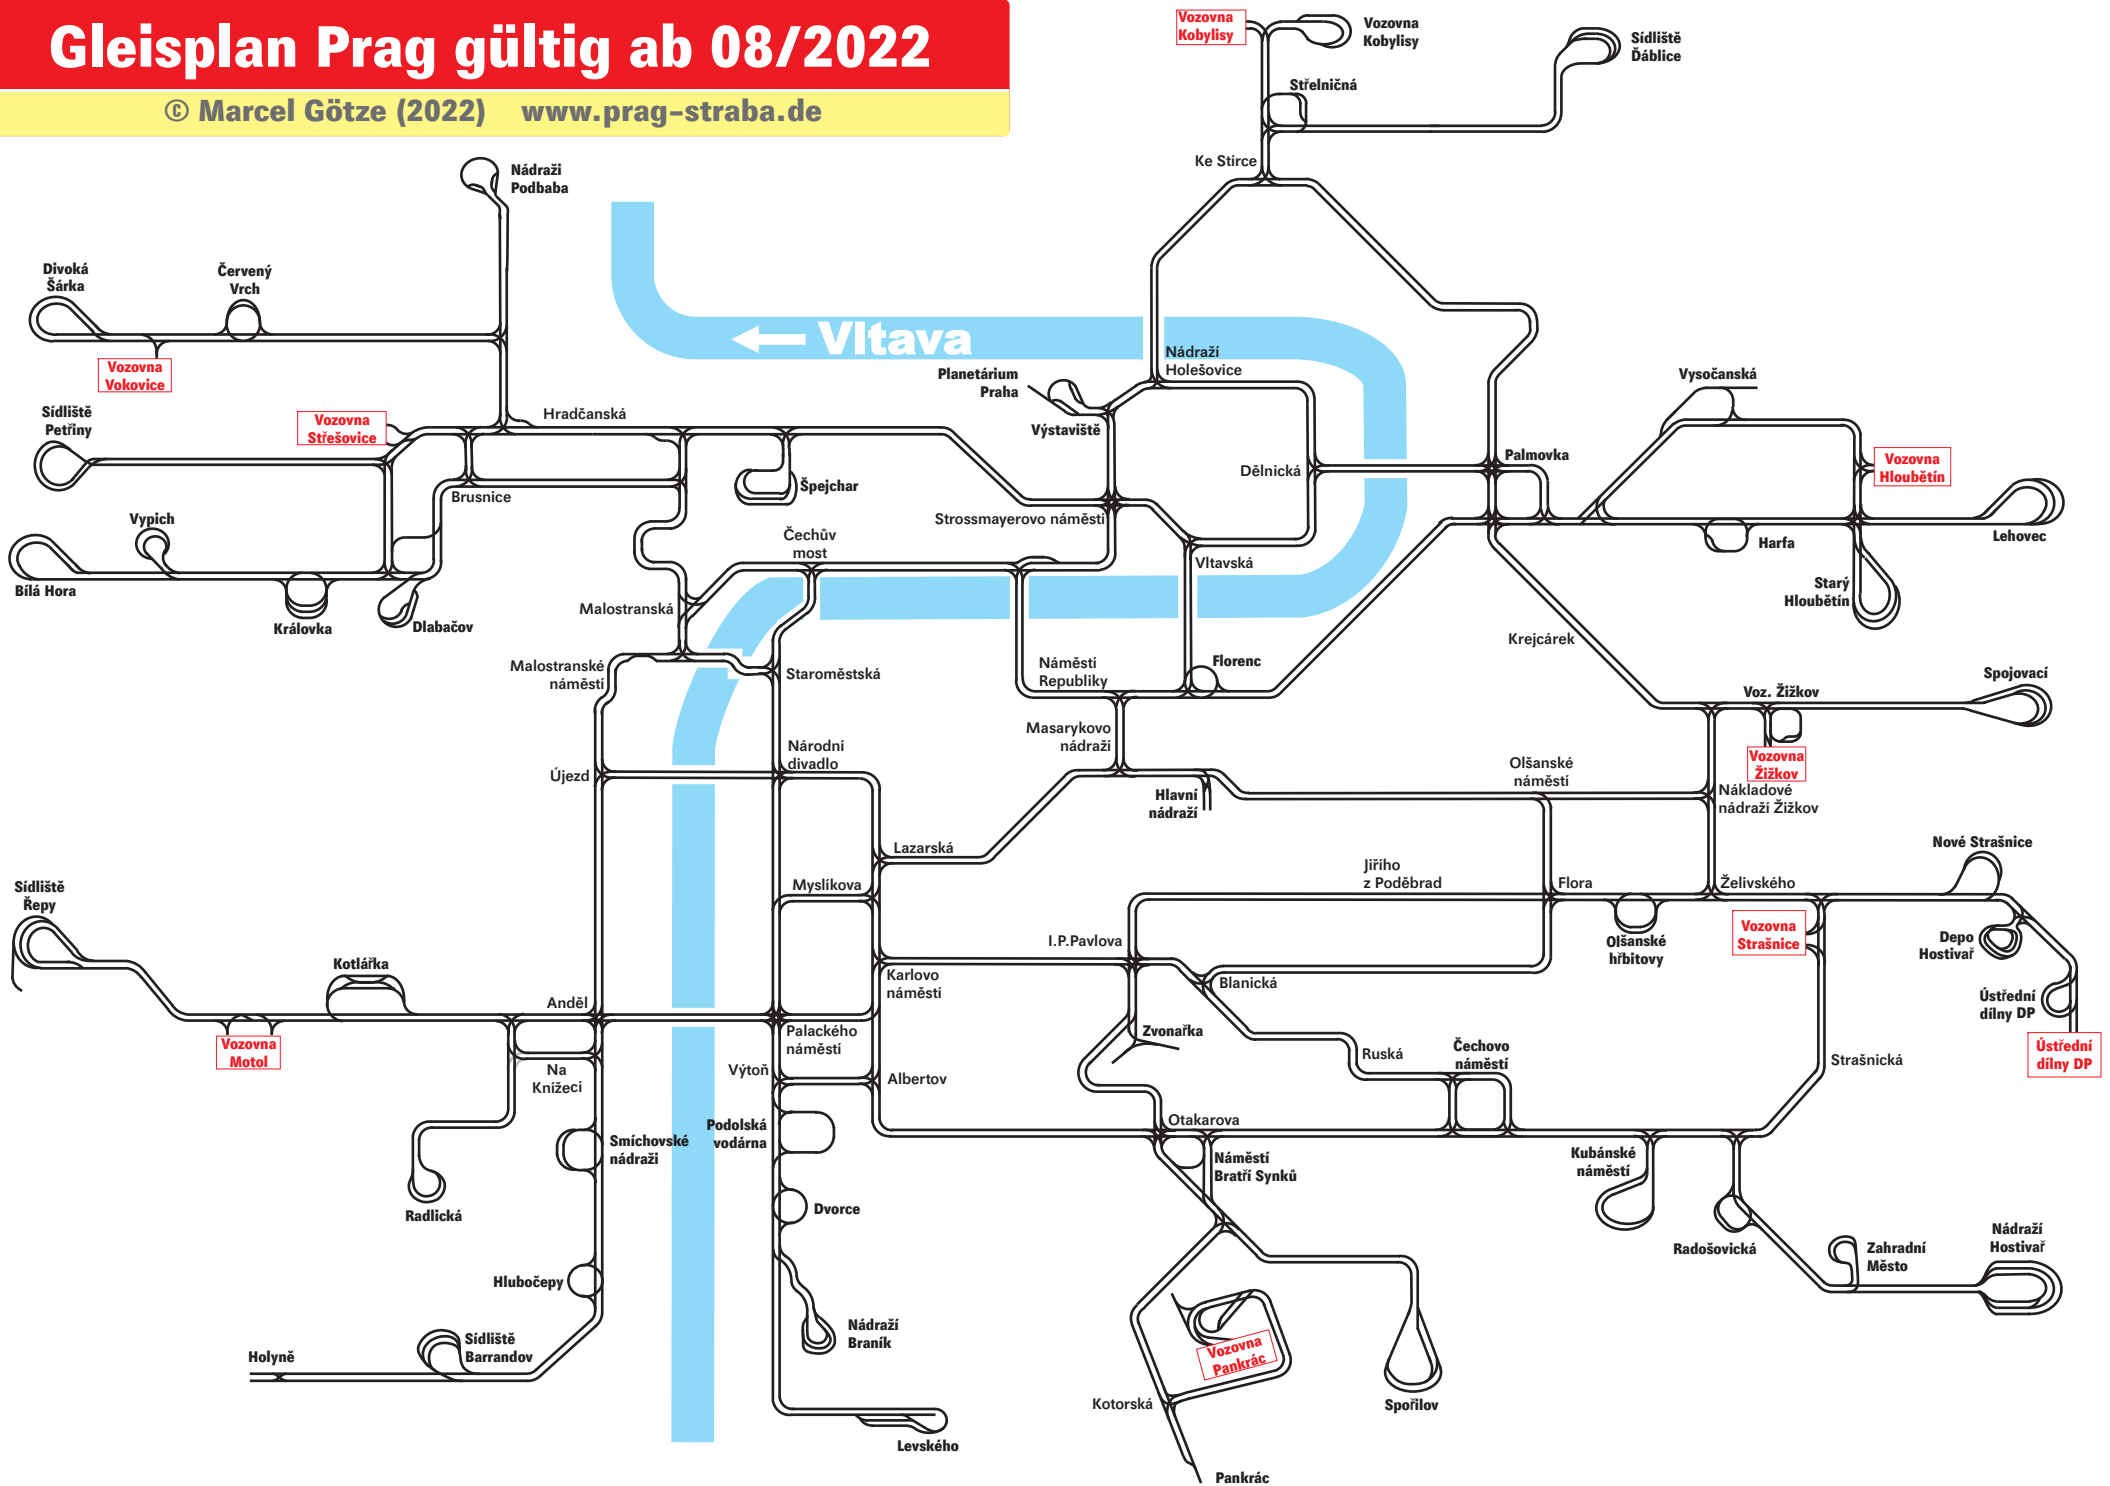 Gleisplan Prag gültig ab 08/2022
© Marcel Götze (2022) www.prag-straba.de
Vozovna
Kobylisy
Vozovna
Kobylisy
Sídliště
Ďáblice
Střelničná
Ke Stírce
Nádraži
Podbaba
Divoká
Šárka
Červený
Vrch
Vozovna
Vokovice
Vltava
Nádraží
Holešovice
Planetárium
Praha
Výstaviště
Vysočanská
Sídliště
Petřiny
Vozovna
Střešovice
Hradčanská
Brusnice
Špejchar
Dělnická
Palmovka
Vozovna
Hloubětín
Strossmayerovo náměstí
Vypich
Čechův
most
Vltavská
Harfa
Lehovec
Bílá Hora
Královka
Dlabačov
Malostranská
Starý
Hloubětín
Krejcárek
Malostranské
náměstí
Staroměstská
Náměstí
Republiky
Florenc
Voz. Žižkov
Spojovací
Masarykovo
nádraží
Vozovna
Žižkov
Újezd
Národní
divadlo
Hlavní
nádraží
Olšanské
náměstí
Nákladové
nádraží Žižkov
Lazarská
Nové Strašnice
Sídliště
Řepy
Myslíkova
Jiřího
z Poděbrad
Flora
Želivského
Vozovna
Strašnice
I.P.Pavlova
Olšanské
hřbitovy
Depo
Hostivař
Kotlářka
Karlovo
náměstí
Blanická
Ústřední
dílny DP
Anděl
Vozovna
Motol
Palackého
náměstí
Zvonařka
Ruská
Čechovo
náměstí
Strašnická
Ústřední
dílny DP
Na
Knížecí
Výtoň
Albertov
Podolská
vodárna
Otakarova
Smíchovské
nádraži
Náměstí
Bratří Synků
Kubánské
náměstí
Radlická
Dvorce
Radošovická
Zahradní
Město
Nádraží
Hostivař
Hlubočepy
Nádraží
Braník
Holyně
Sídliště
Barrandov
Vozovna
Pankrác
Kotorská
Spořilov
Levského
Pankrác